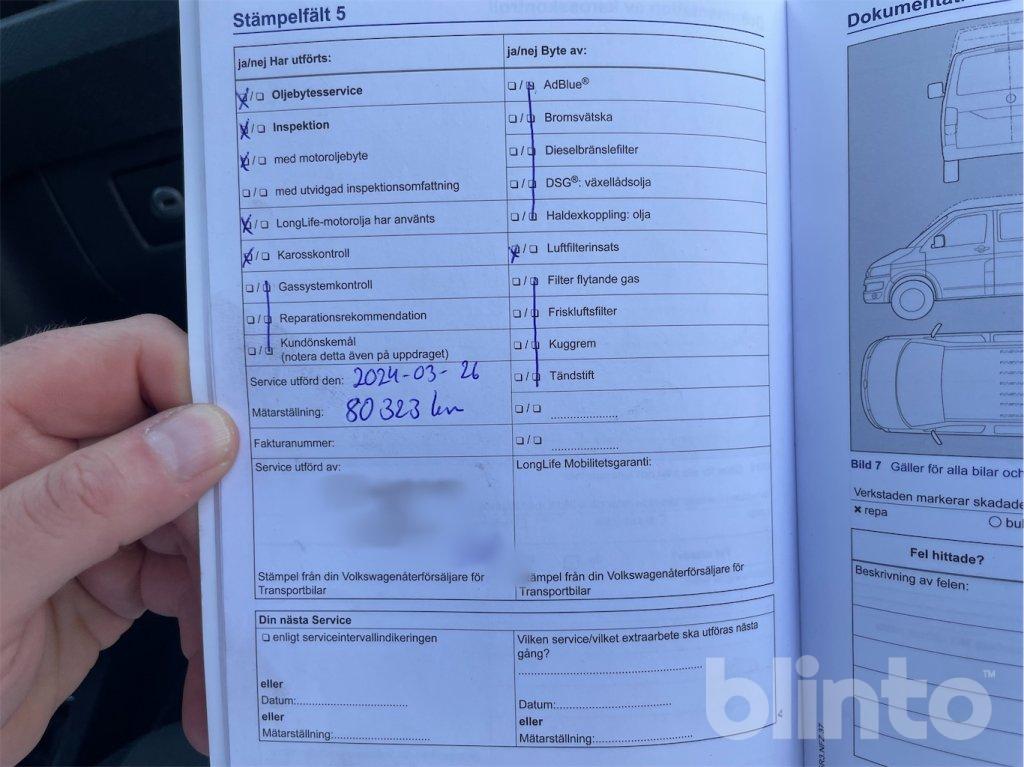 Stämpelfält 5
ja/nej Har utförts:
☒/☐ Oljebytesservice
☒/☐ Inspektion
☒/☐ med motoroljebyte
☐/☐ med utvidgad inspektionsomfattning
☒/☐ LongLife-motorolja har använts
☒/☐ Karosskontroll
☐/☐ Gassystemkontroll
☐/☐ Reparationsrekommendation
☐/☐ Kundönskemål
(notera detta även på uppdraget)
Service utförd den: 2024-03-26
Mätarställning: 80323 km
Fakturanummer:
Service utförd av:
Stämpel från din Volkswagenåterförsäljare för
Transportbilar
ja/nej Byte av:
☐/☐ AdBlue®
☐/☐ Bromsvätska
☐/☐ Dieselbränslefilter
☐/☐ DSG®: växellådsolja
☐/☐ Haldexkoppling: olja
☒/☐ Luftfilterinsats
☐/☐ Filter flytande gas
☐/☐ Friskluftsfilter
☐/☐ Kuggrem
☐/☐ Tändstift
☐/☐ ....................
☐/☐ ....................
LongLife Mobilitetsgaranti:
ämpel från din Volkswagenåterförsäljare för
Transportbilar
Din nästa Service
☐ enligt serviceintervallindikeringen
eller
Datum:....................
eller
Mätarställning:....................
Vilken service/vilket extraarbete ska utföras nästa
gång?
....................
Datum:....................
eller
Mätarställning:....................
Dokumentati
Bild 7 Gäller för alla bilar och
Verkstaden markerar skadade
× repa
○ bul
Fel hittade?
Beskrivning av felen:
blinto™